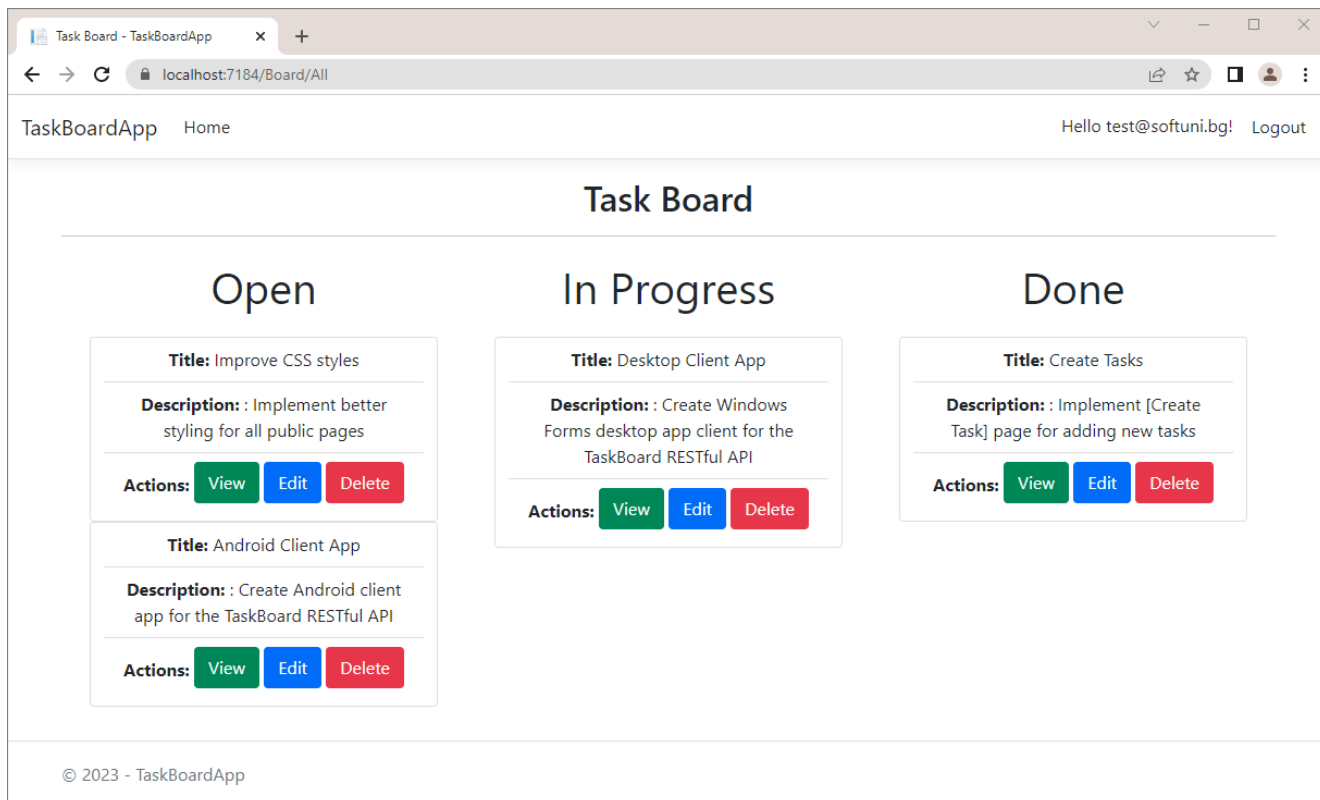 Task Board - TaskBoardApp
localhost:7184/Board/All
TaskBoardApp Home Hello test@softuni.bg! Logout
Task Board
Open
Title: Improve CSS styles
Description: : Implement better
styling for all public pages
Actions: View Edit Delete
Title: Android Client App
Description: : Create Android client
app for the TaskBoard RESTful API
Actions: View Edit Delete
In Progress
Title: Desktop Client App
Description: : Create Windows
Forms desktop app client for the
TaskBoard RESTful API
Actions: View Edit Delete
Done
Title: Create Tasks
Description: : Implement [Create
Task] page for adding new tasks
Actions: View Edit Delete
© 2023 - TaskBoardApp